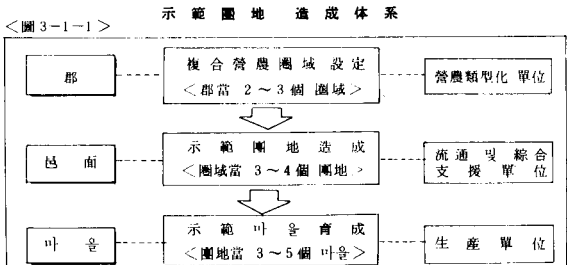 示範團地 造成体系
<圖3-1-1>
郡
複合營農圈域 設定
<郡當 2~3個 圈域>
營農類型化 單位
邑面
示範團地造成
<圈域當 3~4個 團地>
流通 및 綜合
支援單位
마을
示範마을育成
<團地當 3~5個 마을>
生産單位